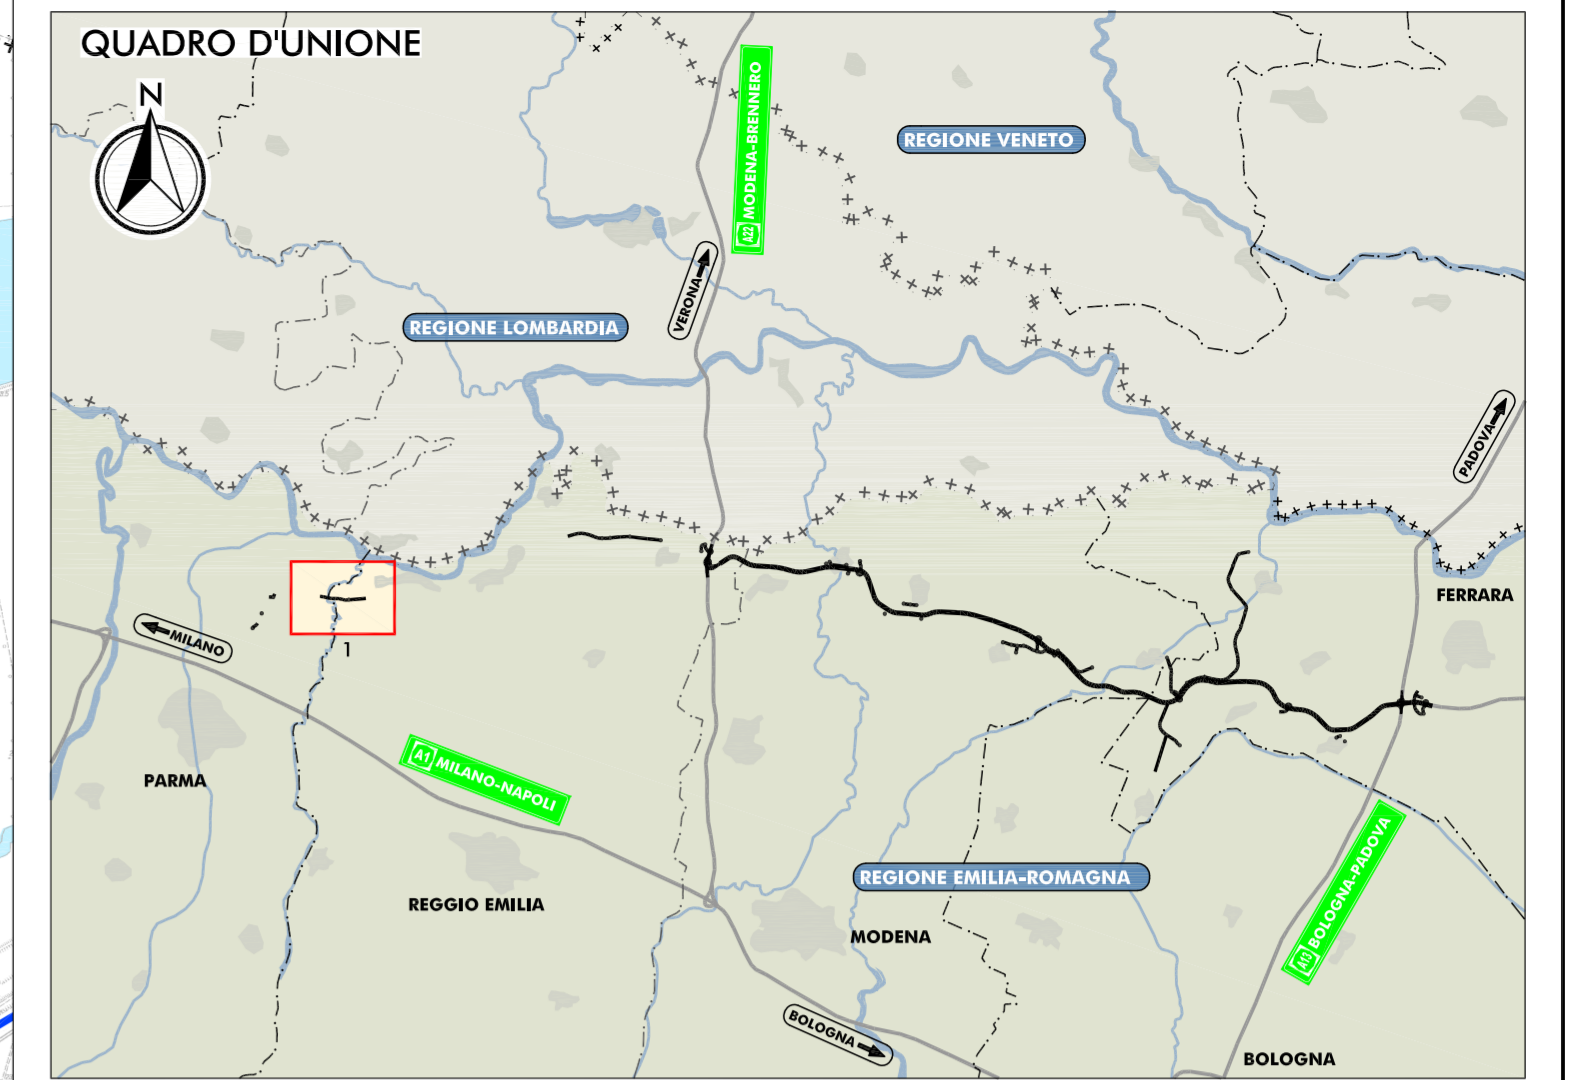 QUADRO D'UNIONE
N
A22 MODENA-BRENNERO
REGIONE VENETO
VERONA
REGIONE LOMBARDIA
PADOVA
FERRARA
MILANO
1
PARMA
A1 MILANO-NAPOLI
REGGIO EMILIA
REGIONE EMILIA-ROMAGNA
MODENA
A13 BOLOGNA-PADOVA
BOLOGNA
BOLOGNA